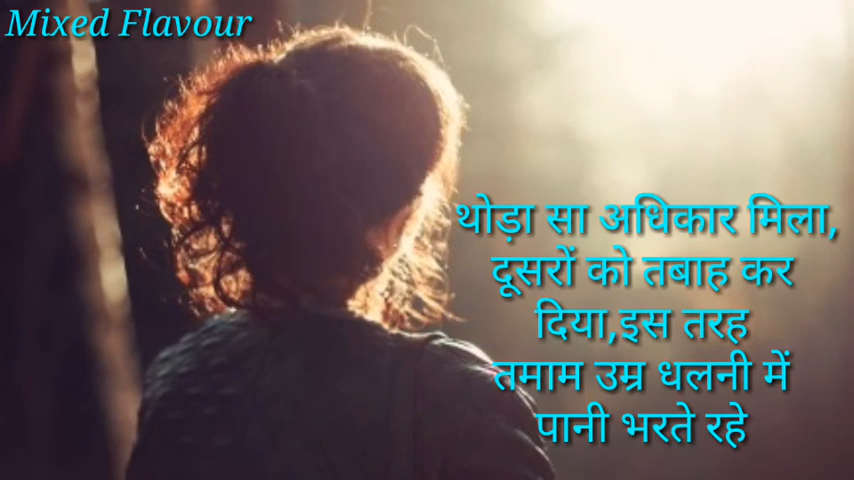 Mixed Flavour
थोड़ा सा अधिकार मिला,
दूसरों को तबाह कर
दिया,इस तरह
तमाम उम्र धलनी में
पानी भरते रहे